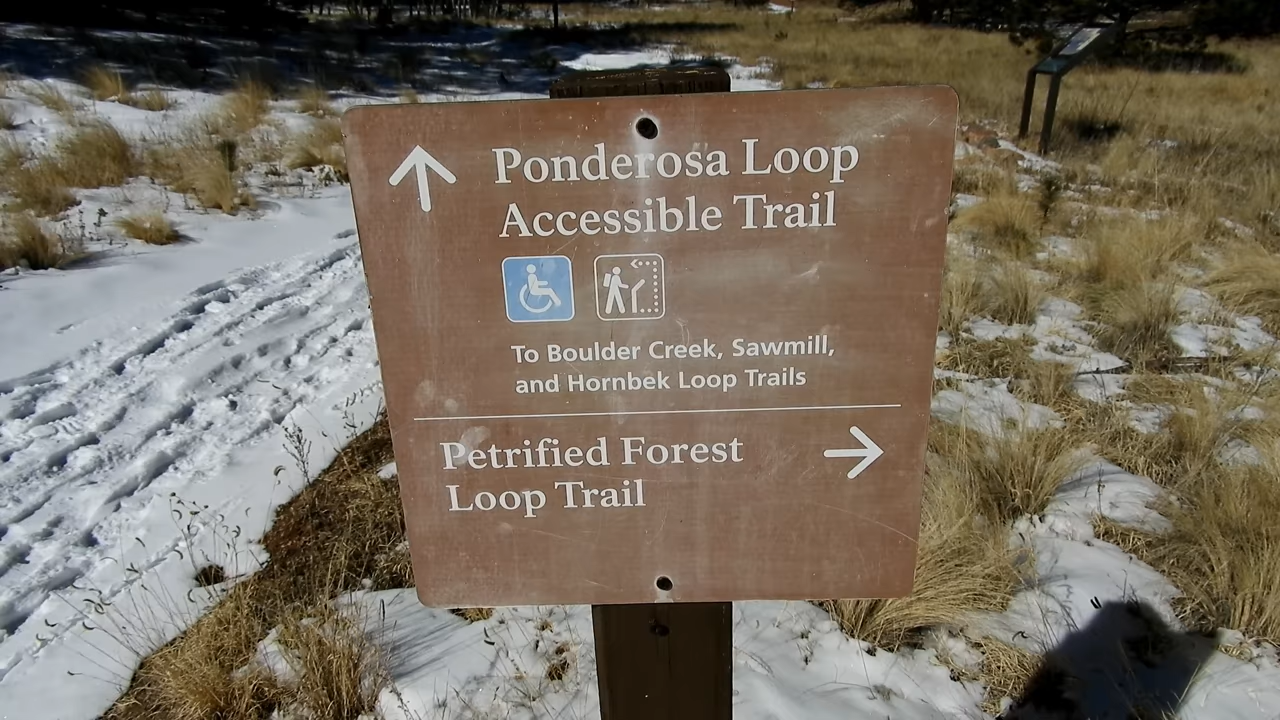 Ponderosa Loop
Accessible Trail
To Boulder Creek, Sawmill,
and Hornbek Loop Trails
Petrified Forest
Loop Trail